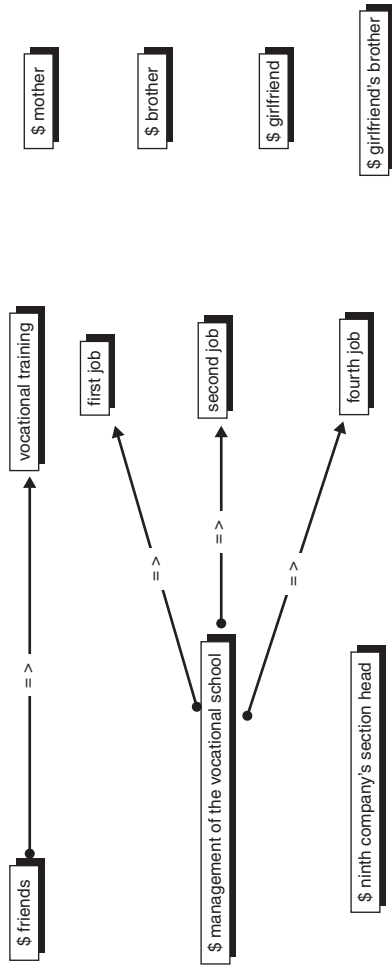 $ friends
= >
vocational training
$ mother
first job
= >
$ brother
$ management of the vocational school
= >
second job
$ girlfriend
= >
$ ninth company's section head
fourth job
$ girlfriend's brother